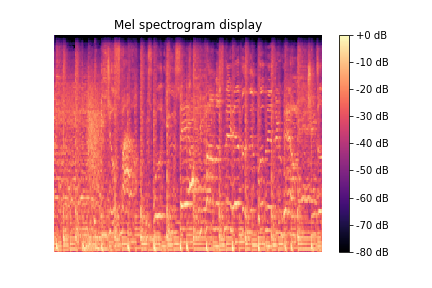 Mel spectrogram display
+0 dB
-10 dB
-20 dB
-30 dB
-40 dB
-50 dB
-60 dB
-70 dB
-80 dB